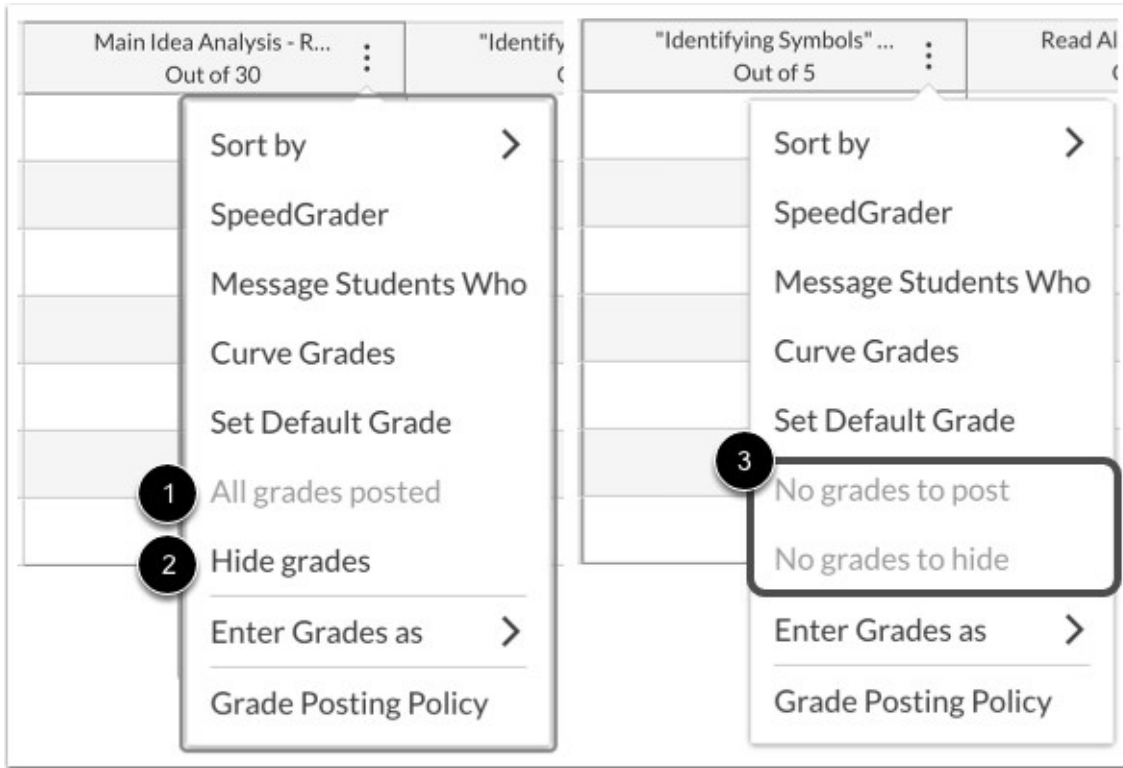 Main Idea Analysis - R...
Out of 30
"Identify
Sort by
SpeedGrader
Message Students Who
Curve Grades
Set Default Grade
1 All grades posted
2 Hide grades
Enter Grades as
Grade Posting Policy
"Identifying Symbols" ...
Out of 5
Read Al
Sort by
SpeedGrader
Message Students Who
Curve Grades
Set Default Grade
3
No grades to post
No grades to hide
Enter Grades as
Grade Posting Policy